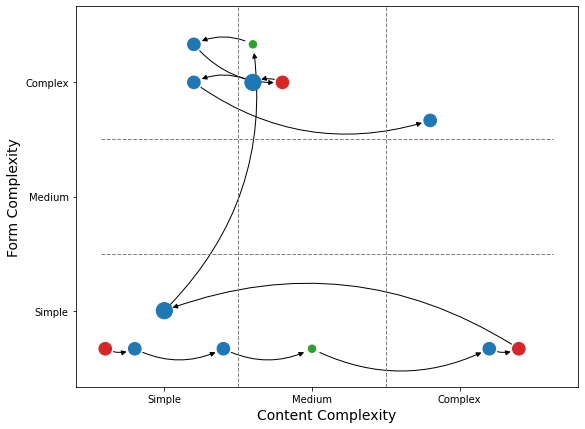 Complex
Medium
Simple
Form Complexity
Simple
Medium
Complex
Content Complexity